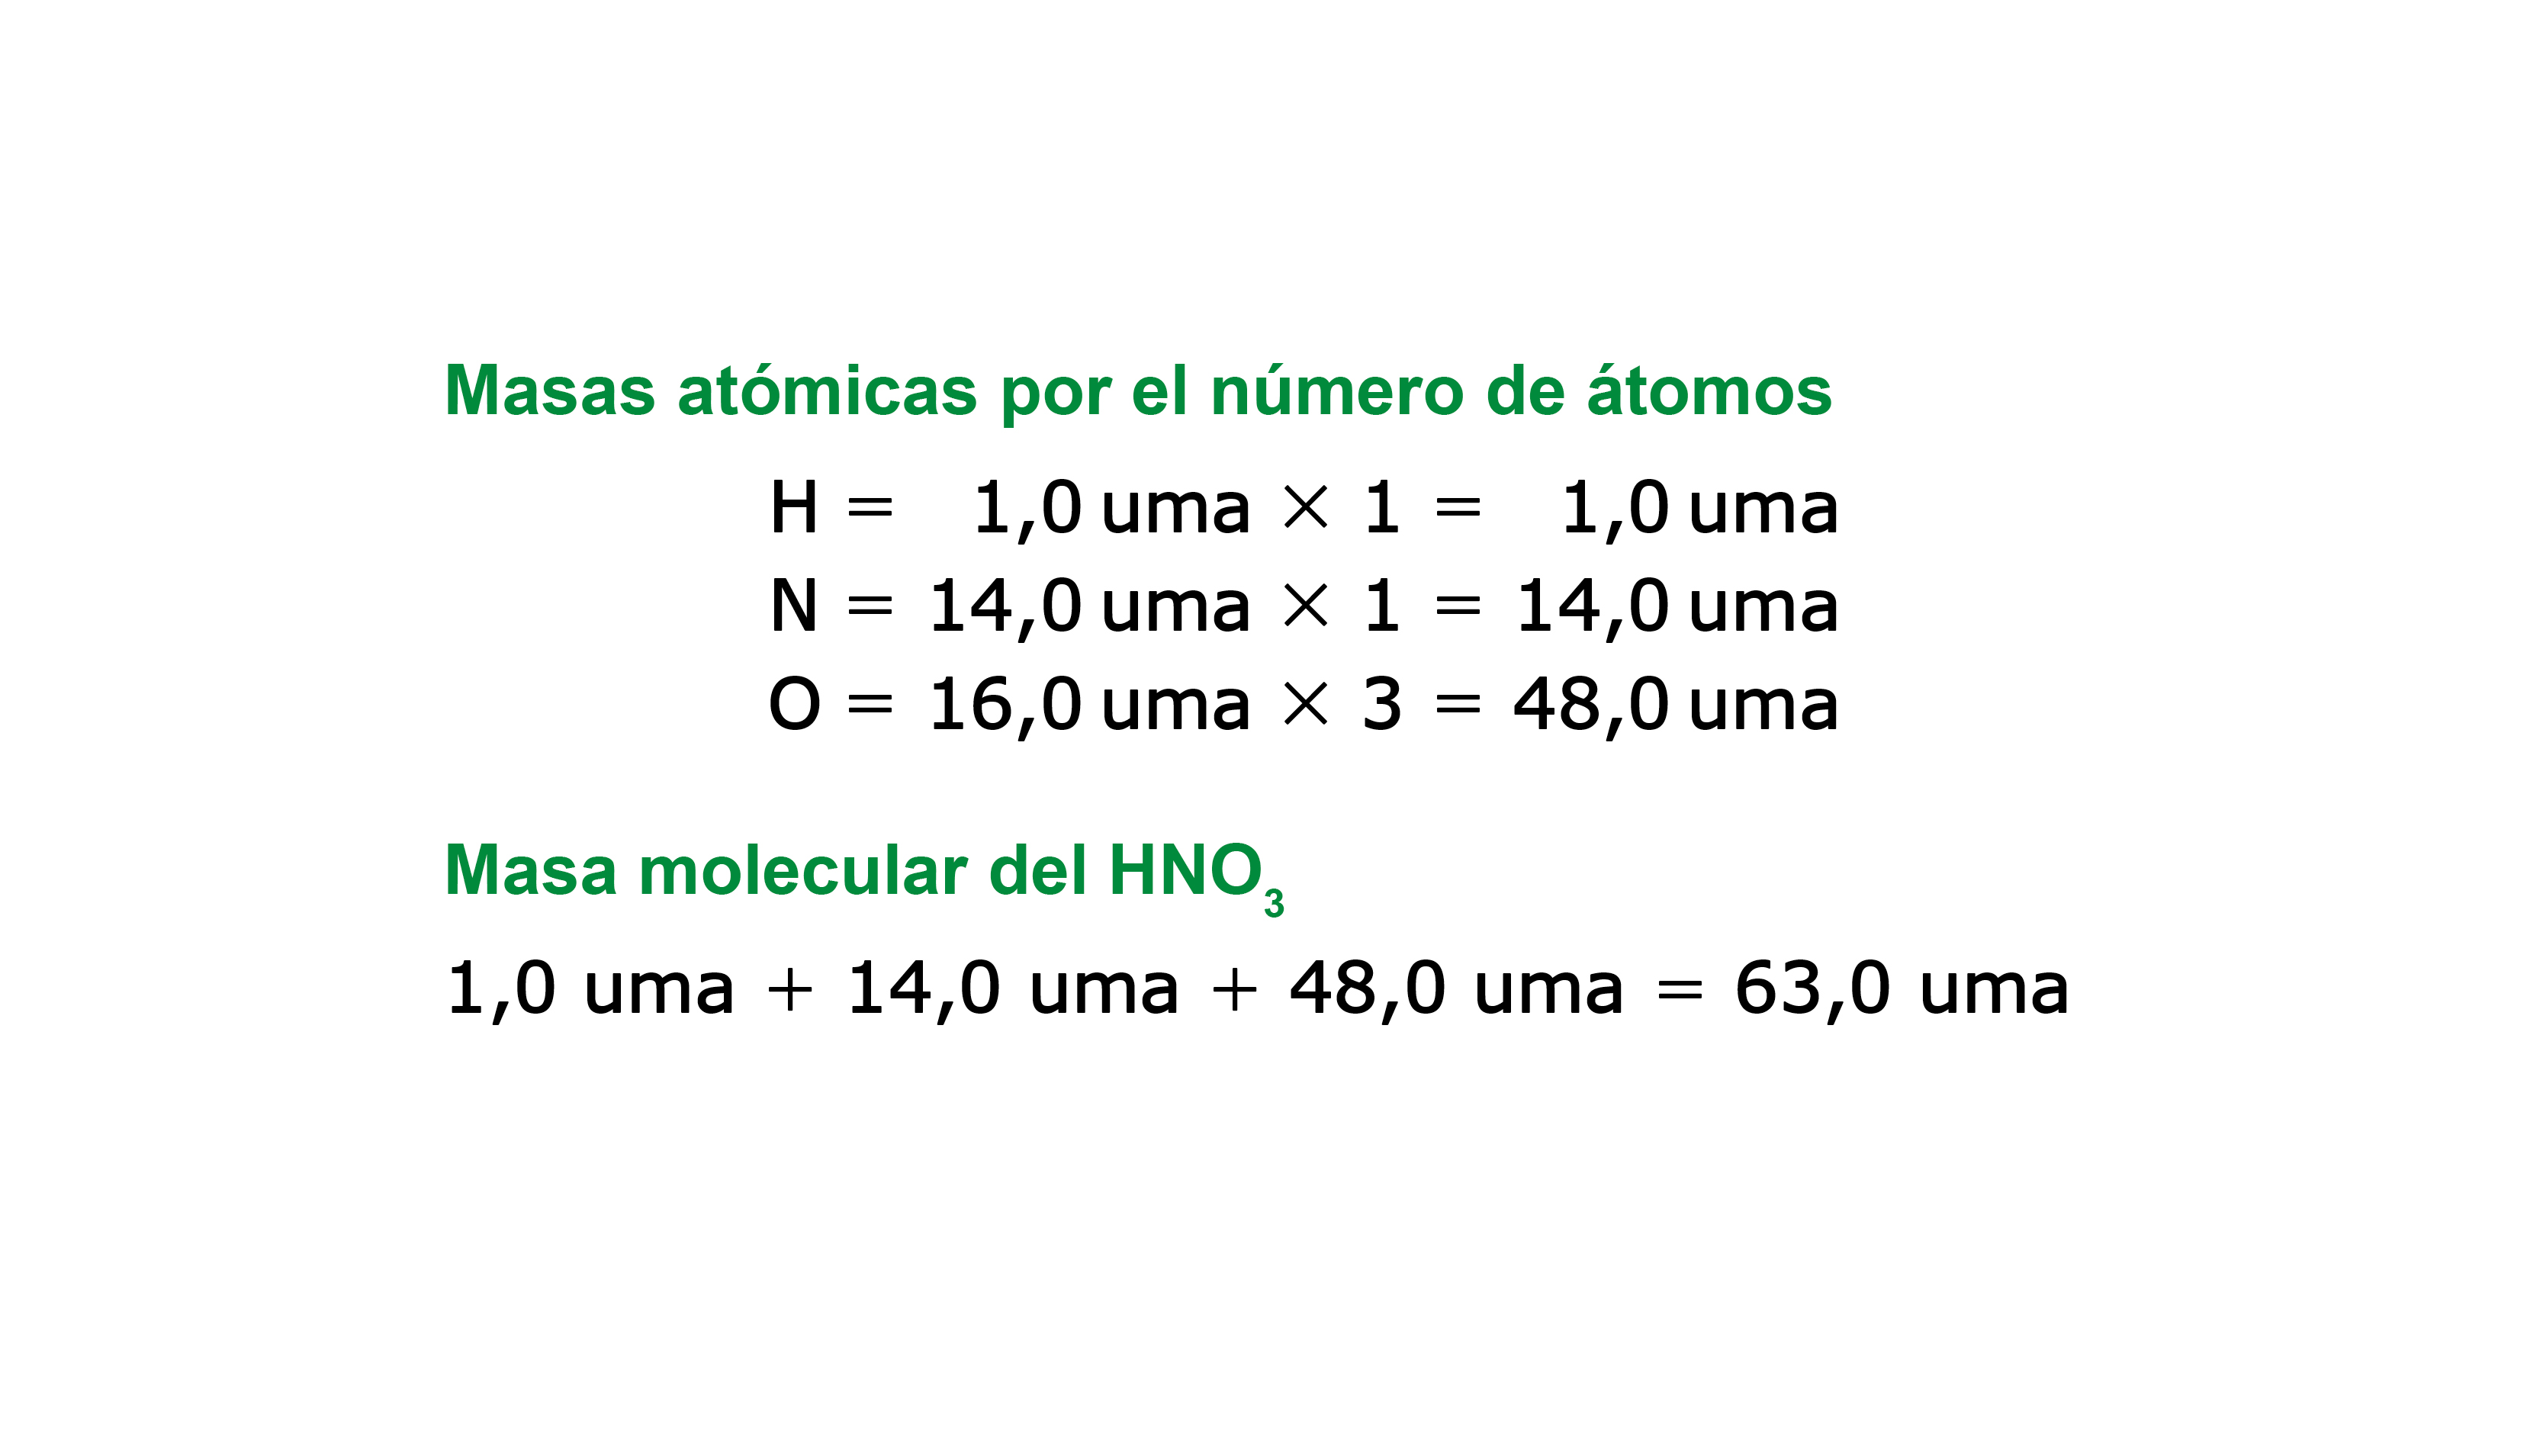 Masas atómicas por el número de átomos
H = 1,0 uma × 1 = 1,0 uma
N = 14,0 uma × 1 = 14,0 uma
O = 16,0 uma × 3 = 48,0 uma
Masa molecular del HNO₃
1,0 uma + 14,0 uma + 48,0 uma = 63,0 uma